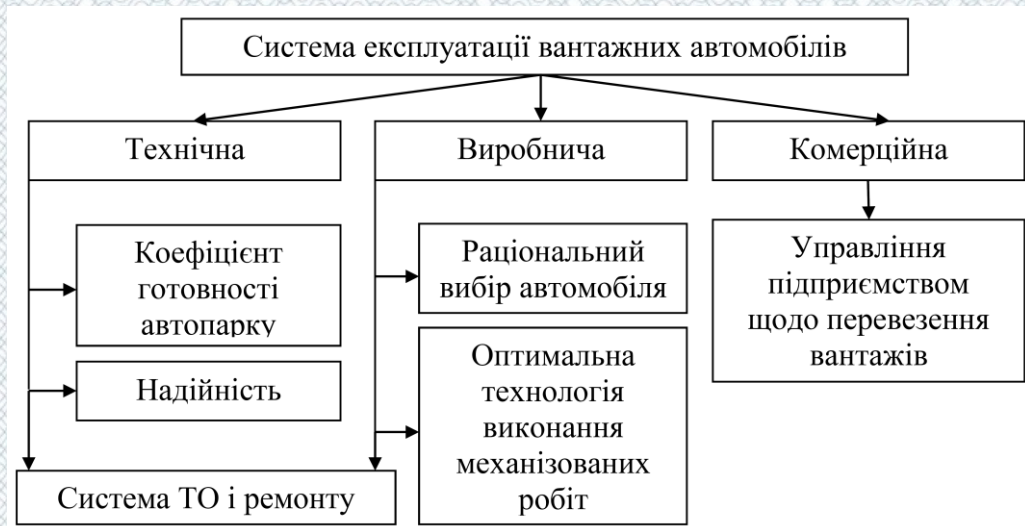 Система експлуатації вантажних автомобілів
Технічна
Виробнича
Комерційна
Коефіцієнт
готовності
автопарку
Надійність
Система ТО і ремонту
Раціональний
вибір автомобіля
Оптимальна
технологія
виконання
механізованих
робіт
Управління
підприємством
щодо перевезення
вантажів